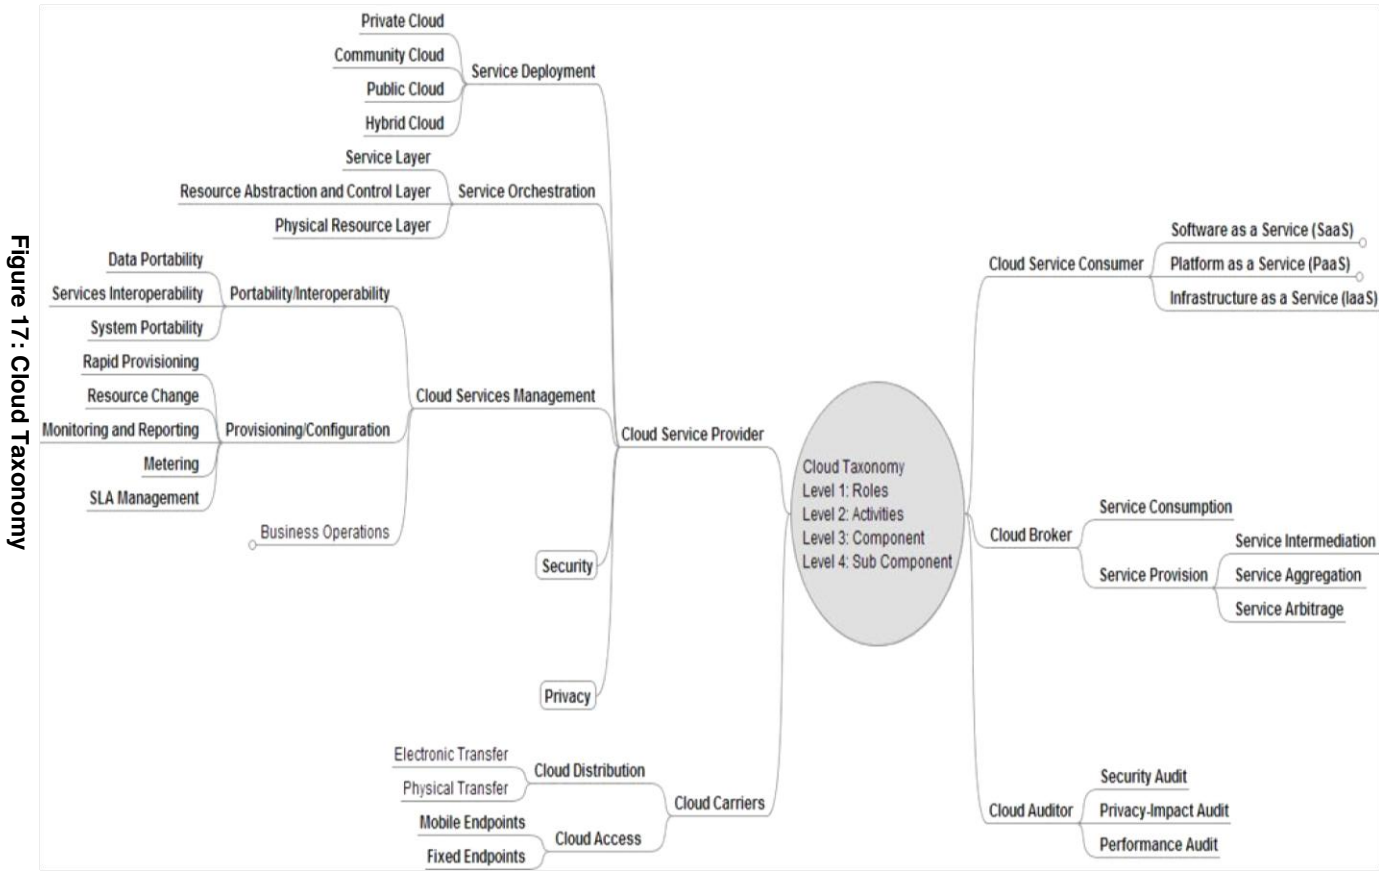 Figure 17: Cloud Taxonomy
Private Cloud
Community Cloud
Public Cloud
Hybrid Cloud
Service Deployment
Service Layer
Resource Abstraction and Control Layer
Physical Resource Layer
Service Orchestration
Data Portability
Services Interoperability
System Portability
Portability/Interoperability
Rapid Provisioning
Resource Change
Monitoring and Reporting
Metering
SLA Management
Provisioning/Configuration
Business Operations
Cloud Services Management
Security
Privacy
Cloud Service Provider
Electronic Transfer
Physical Transfer
Cloud Distribution
Mobile Endpoints
Fixed Endpoints
Cloud Access
Cloud Carriers
Cloud Taxonomy
Level 1: Roles
Level 2: Activities
Level 3: Component
Level 4: Sub Component
Cloud Service Consumer
Software as a Service (SaaS)
Platform as a Service (PaaS)
Infrastructure as a Service (IaaS)
Cloud Broker
Service Consumption
Service Provision
Service Intermediation
Service Aggregation
Service Arbitrage
Cloud Auditor
Security Audit
Privacy-Impact Audit
Performance Audit